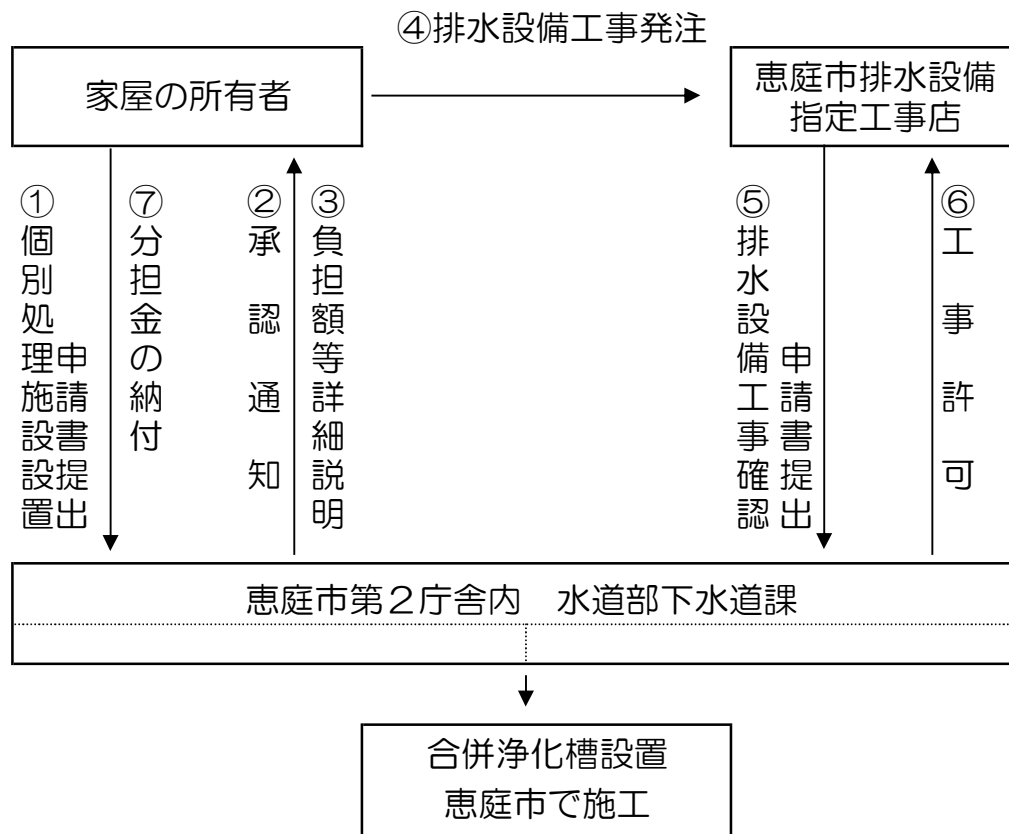 ④排水設備工事発注
家屋の所有者
恵庭市排水設備
指定工事店
①個別処理施設設置
申請書提出
⑦分担金の納付
②承認通知
③負担額等詳細説明
⑤排水設備工事確認
申請書提出
⑥工事許可
恵庭市第２庁舎内　水道部下水道課
合併浄化槽設置
恵庭市で施工